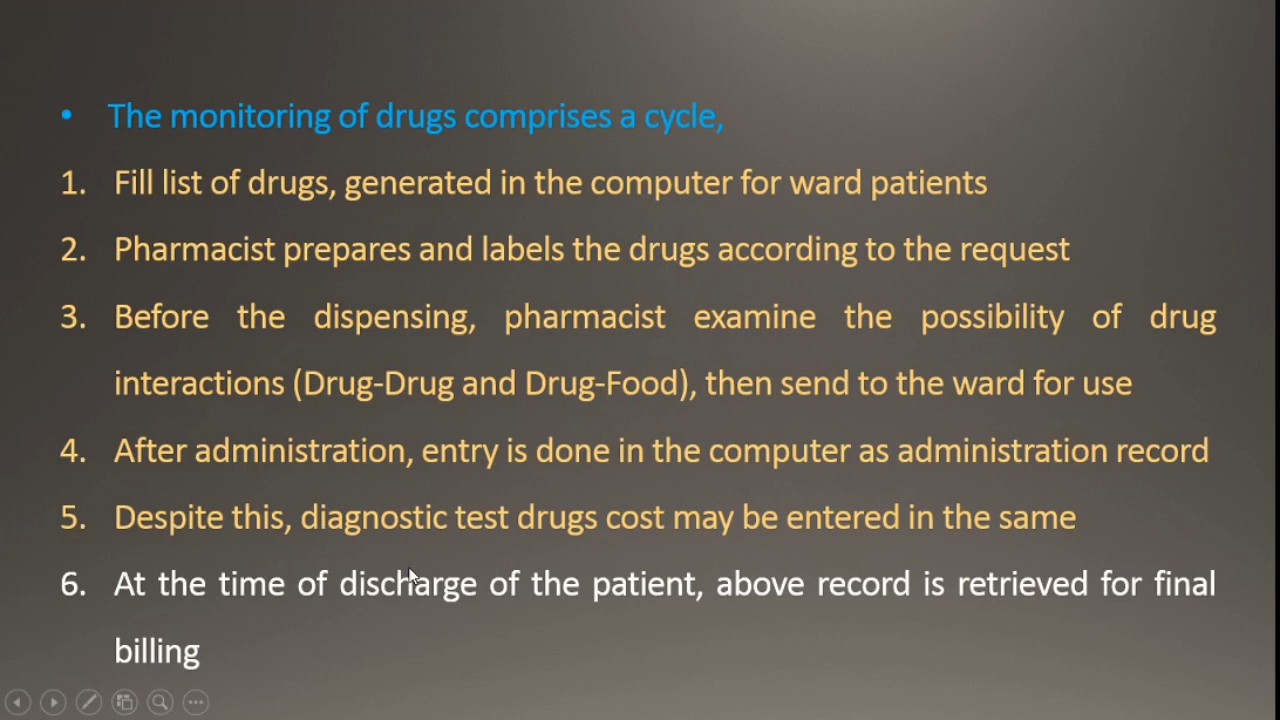 • The monitoring of drugs comprises a cycle,
1. Fill list of drugs, generated in the computer for ward patients
2. Pharmacist prepares and labels the drugs according to the request
3. Before the dispensing, pharmacist examine the possibility of drug
interactions (Drug-Drug and Drug-Food), then send to the ward for use
4. After administration, entry is done in the computer as administration record
5. Despite this, diagnostic test drugs cost may be entered in the same
6. At the time of discharge of the patient, above record is retrieved for final
billing